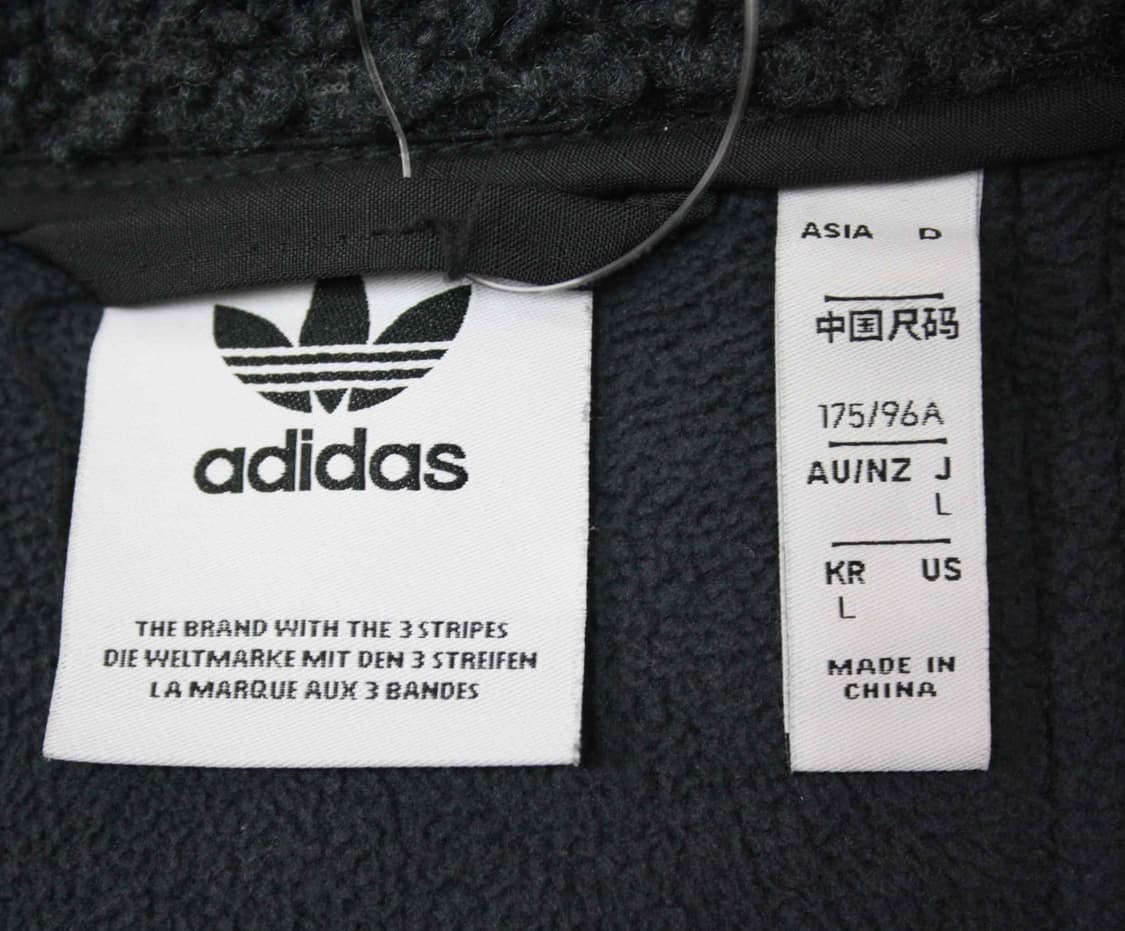 adidas
THE BRAND WITH THE 3 STRIPES
DIE WELTMARKE MIT DEN 3 STREIFEN
LA MARQUE AUX 3 BANDES
ASIA D
中国尺码
175/96A
AU/NZ J
L
KR US
L
MADE IN
CHINA